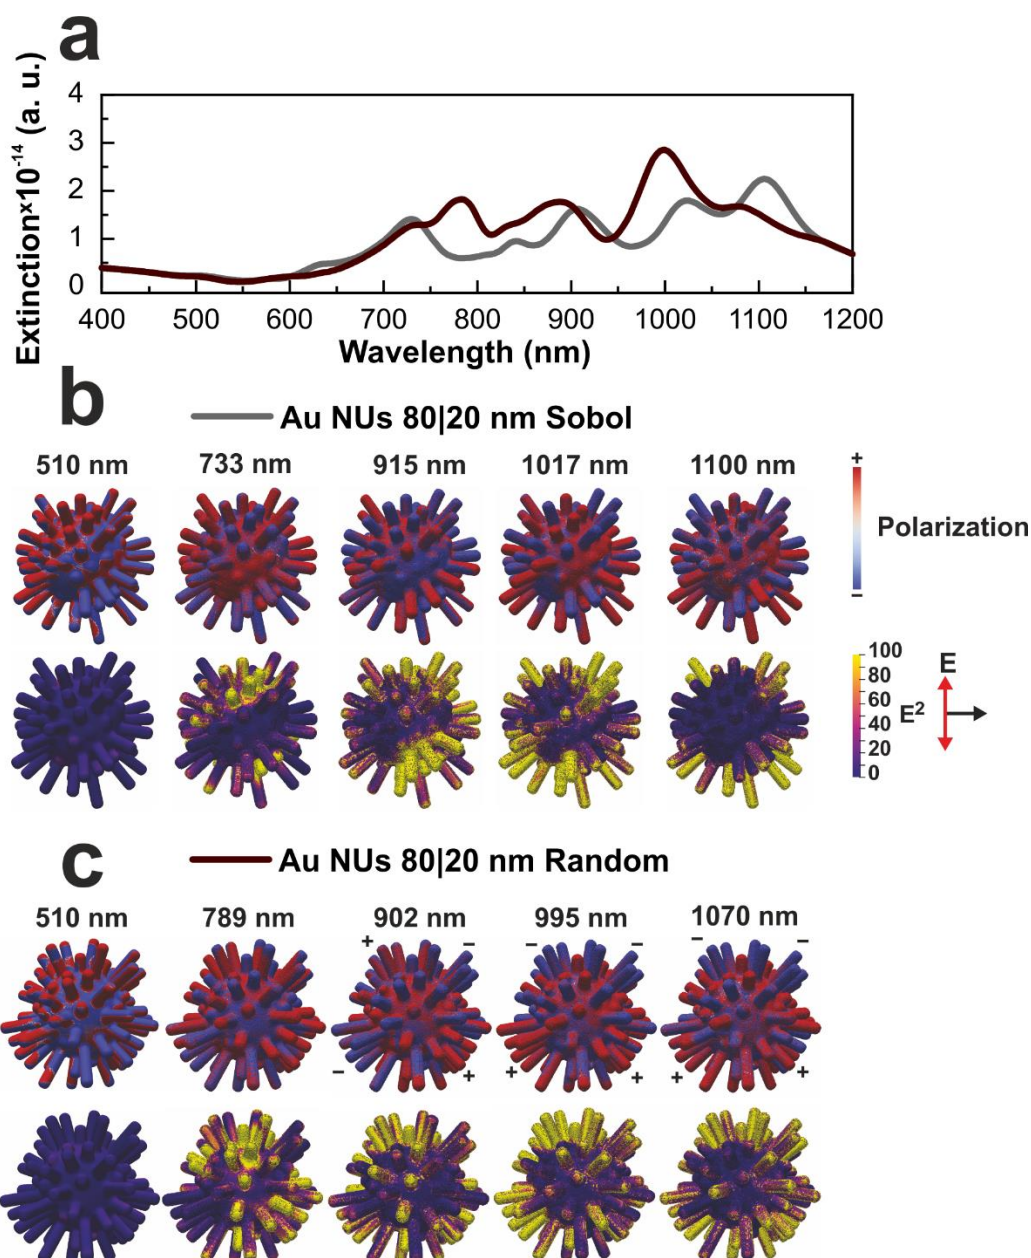 a
Extinction×10⁻¹⁴ (a. u.)
4
3
2
1
0
400 500 600 700 800 900 1000 1100 1200
Wavelength (nm)
b
Au NUs 80|20 nm Sobol
510 nm 733 nm 915 nm 1017 nm 1100 nm
+
Polarization
−
100
80
60
40
20
0
E²
E
c
Au NUs 80|20 nm Random
510 nm 789 nm 902 nm 995 nm 1070 nm
+ − − − − −
− + + + + +